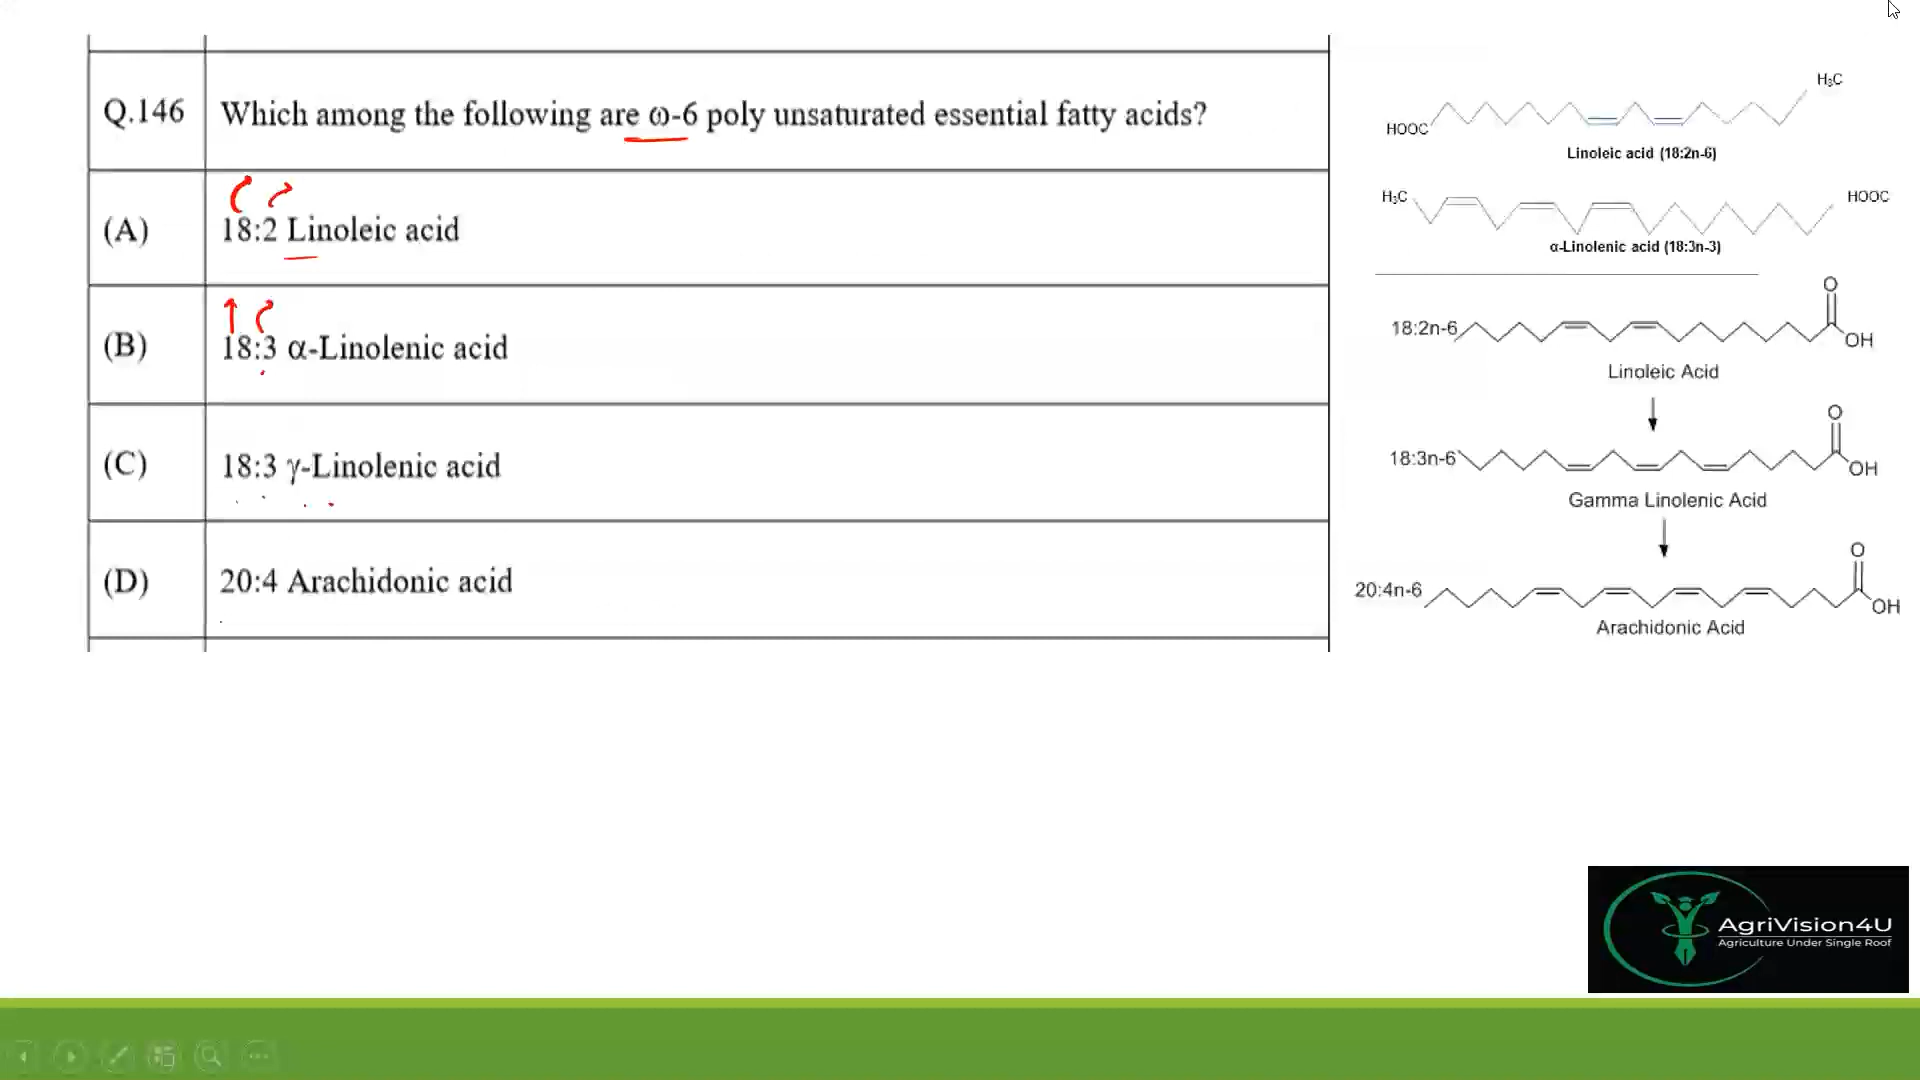 Q.146 Which among the following are ω-6 poly unsaturated essential fatty acids?
(A) 18:2 Linoleic acid
(B) 18:3 α-Linolenic acid
(C) 18:3 γ-Linolenic acid
(D) 20:4 Arachidonic acid
H₃C
HOOC
Linoleic acid (18:2n-6)
H₃C HOOC
α-Linolenic acid (18:3n-3)
O
18:2n-6 OH
Linoleic Acid
O
18:3n-6 OH
Gamma Linolenic Acid
O
20:4n-6 OH
Arachidonic Acid
AgriVision4U
Agriculture Under Single Roof